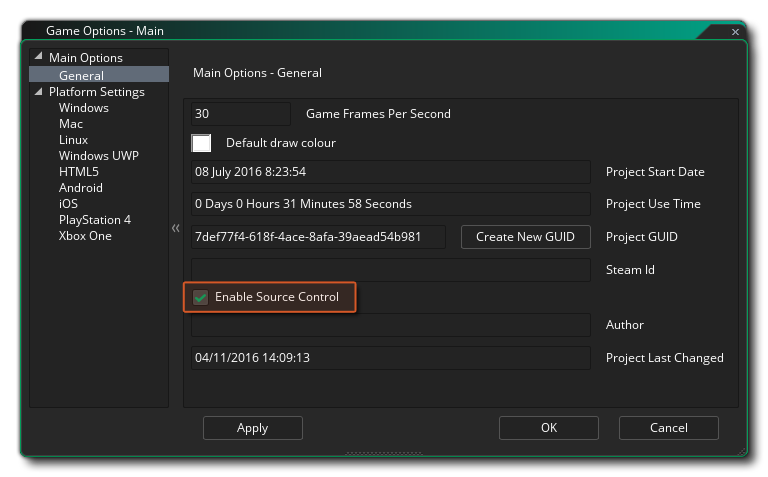 Game Options - Main
Main Options
General
Platform Settings
Windows
Mac
Linux
Windows UWP
HTML5
Android
iOS
PlayStation 4
Xbox One
Main Options - General
30 Game Frames Per Second
Default draw colour
08 July 2016 8:23:54 Project Start Date
0 Days 0 Hours 31 Minutes 58 Seconds Project Use Time
7def77f4-618f-4ace-8afa-39aead54b981 Create New GUID Project GUID
Steam Id
Enable Source Control
Author
04/11/2016 14:09:13 Project Last Changed
Apply OK Cancel